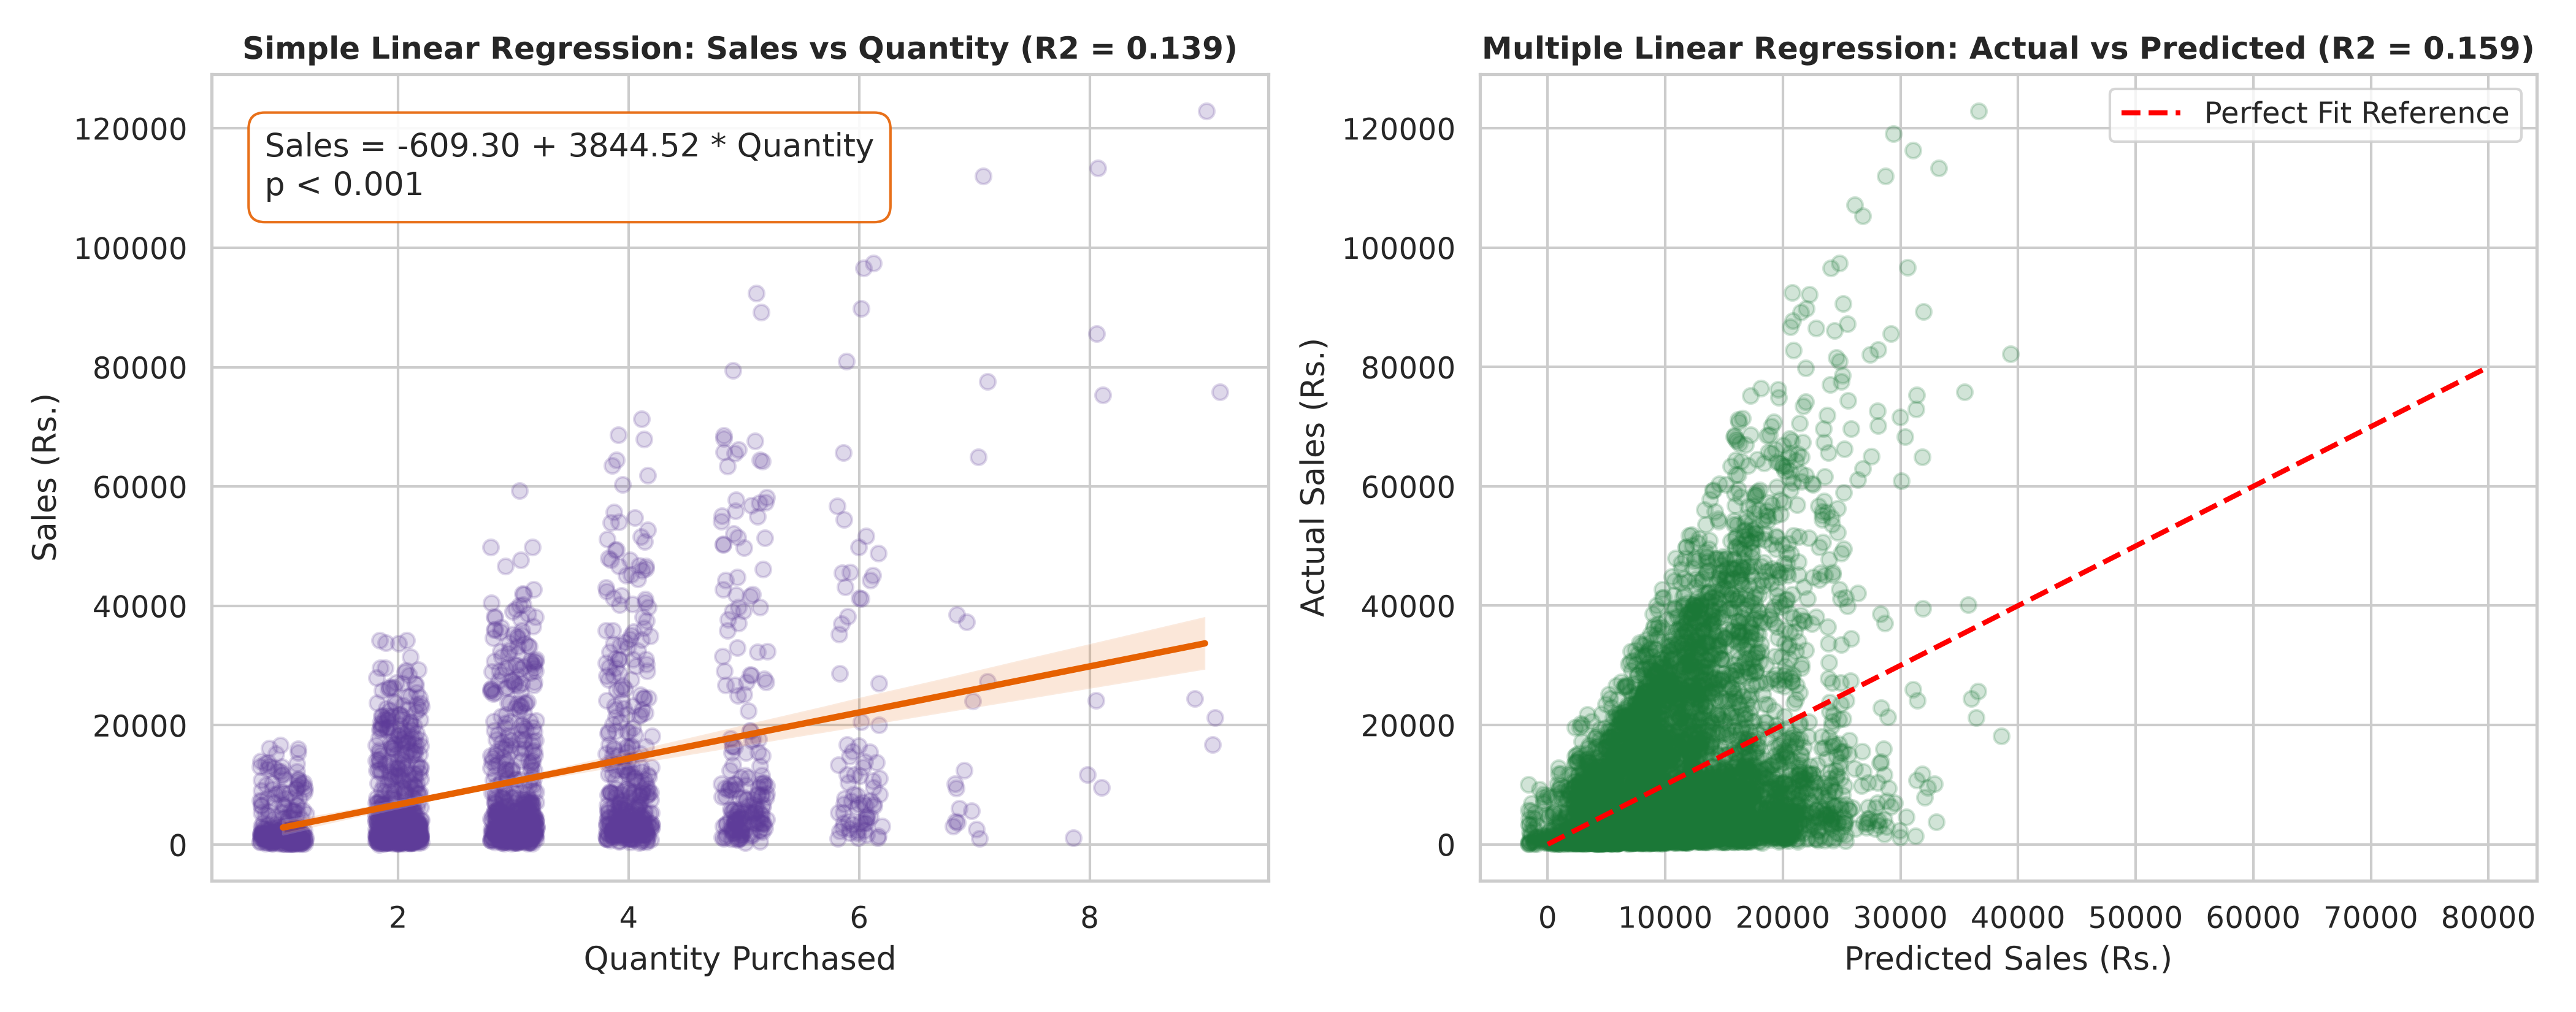 Simple Linear Regression: Sales vs Quantity (R2 = 0.139)
Sales = -609.30 + 3844.52 * Quantity
p < 0.001
120000
100000
80000
60000
40000
20000
0
Sales (Rs.)
2 4 6 8
Quantity Purchased
Multiple Linear Regression: Actual vs Predicted (R2 = 0.159)
Perfect Fit Reference
120000
100000
80000
60000
40000
20000
0
Actual Sales (Rs.)
0 10000 20000 30000 40000 50000 60000 70000 80000
Predicted Sales (Rs.)